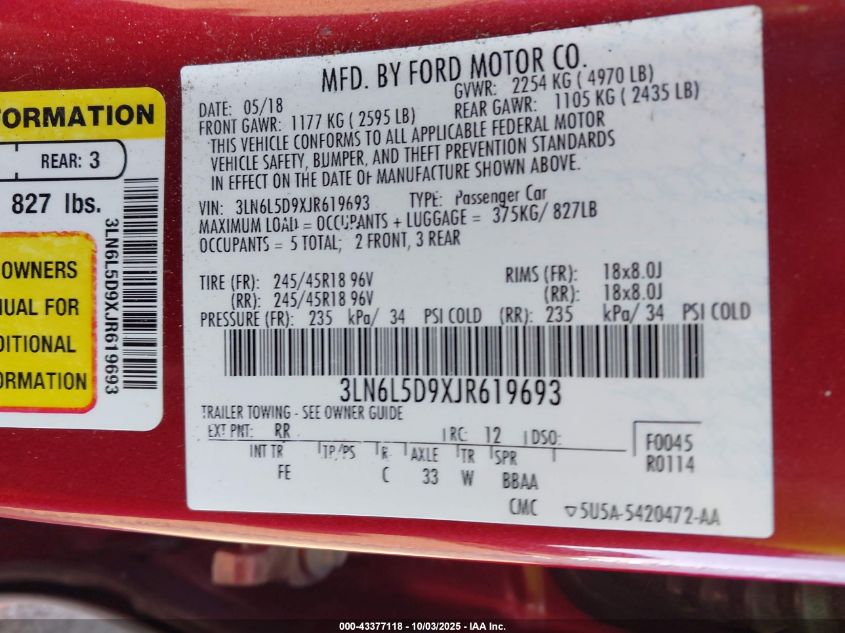 MFD. BY FORD MOTOR CO.
DATE: 05/18 GVWR: 2254 KG ( 4970 LB)
FRONT GAWR: 1177 KG ( 2595 LB) REAR GAWR: 1105 KG ( 2435 LB)
THIS VEHICLE CONFORMS TO ALL APPLICABLE FEDERAL MOTOR
VEHICLE SAFETY, BUMPER, AND THEFT PREVENTION STANDARDS
IN EFFECT ON THE DATE OF MANUFACTURE SHOWN ABOVE.
VIN: 3LN6L5D9XJR619693 TYPE: Passenger Car
MAXIMUM LOAD = OCCUPANTS + LUGGAGE = 375KG/ 827LB
OCCUPANTS = 5 TOTAL; 2 FRONT, 3 REAR
TIRE (FR): 245/45R18 96V RIMS (FR): 18x8.0J
(RR): 245/45R18 96V (RR): 18x8.0J
PRESSURE (FR): 235 kPa/ 34 PSI COLD (RR): 235 kPa/ 34 PSI COLD
3LN6L5D9XJR619693
TRAILER TOWING - SEE OWNER GUIDE
EXT PNT: RR RC: 12 DSO:
INT TR TP/PS R AXLE TR SPR
FE C 33 W BBAA
F0045
R0114
CMC ▽5U5A-5420472-AA
ORMATION
REAR: 3
827 lbs.
3LN6L5D9XJR619693
OWNERS
NUAL FOR
DITIONAL
ORMATION
000-43377118 - 10/03/2025 - IAA Inc.